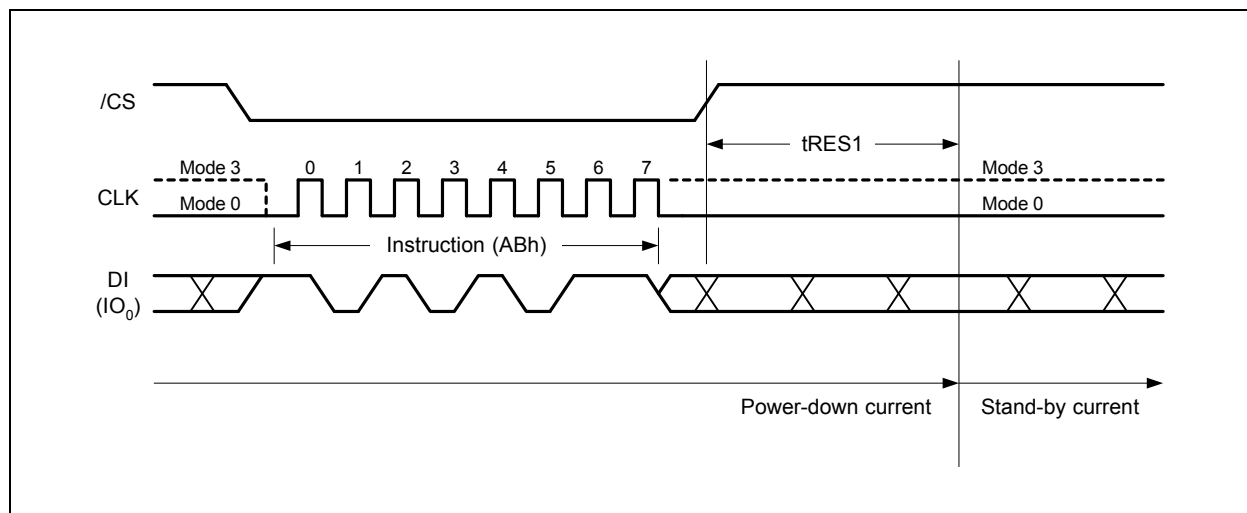 /CS
tRES1
Mode 3 0 1 2 3 4 5 6 7 Mode 3
CLK
Mode 0 Mode 0
Instruction (ABh)
DI
(IO₀)
Power-down current Stand-by current